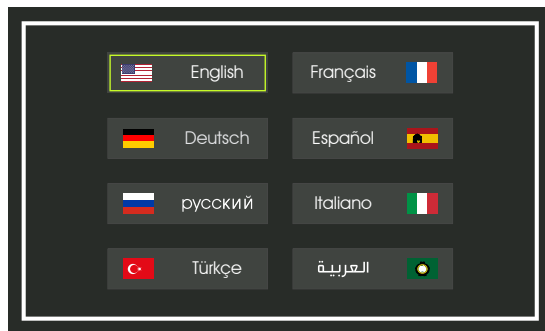 English
Français
Deutsch
Español
русский
Italiano
Türkçe
العربية